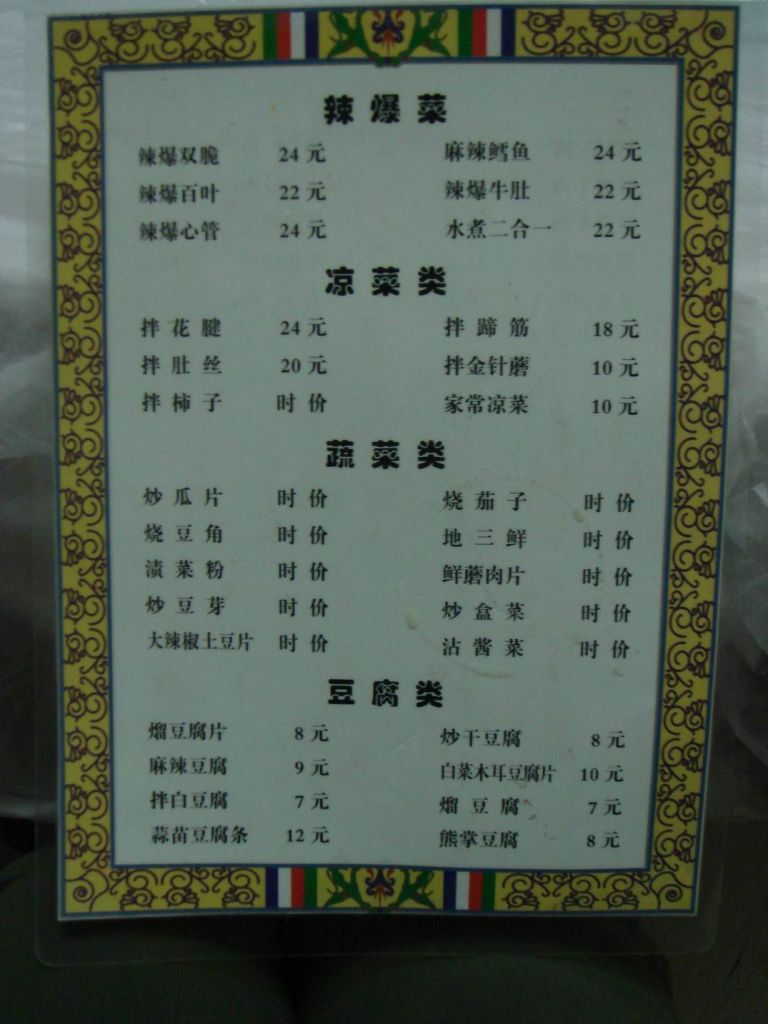 辣爆菜
辣爆双脆 24元 麻辣鳕鱼 24元
辣爆百叶 22元 辣爆牛肚 22元
辣爆心管 24元 水煮二合一 22元
凉菜类
拌花腱 24元 拌蹄筋 18元
拌肚丝 20元 拌金针蘑 10元
拌柿子 时价 家常凉菜 10元
蔬菜类
炒瓜片 时价 烧茄子 时价
烧豆角 时价 地三鲜 时价
渍菜粉 时价 鲜蘑肉片 时价
炒豆芽 时价 炒盒菜 时价
大辣椒土豆片 时价 沾酱菜 时价
豆腐类
熘豆腐片 8元 炒干豆腐 8元
麻辣豆腐 9元 白菜木耳豆腐片 10元
拌白豆腐 7元 熘豆腐 7元
蒜苗豆腐条 12元 熊掌豆腐 8元